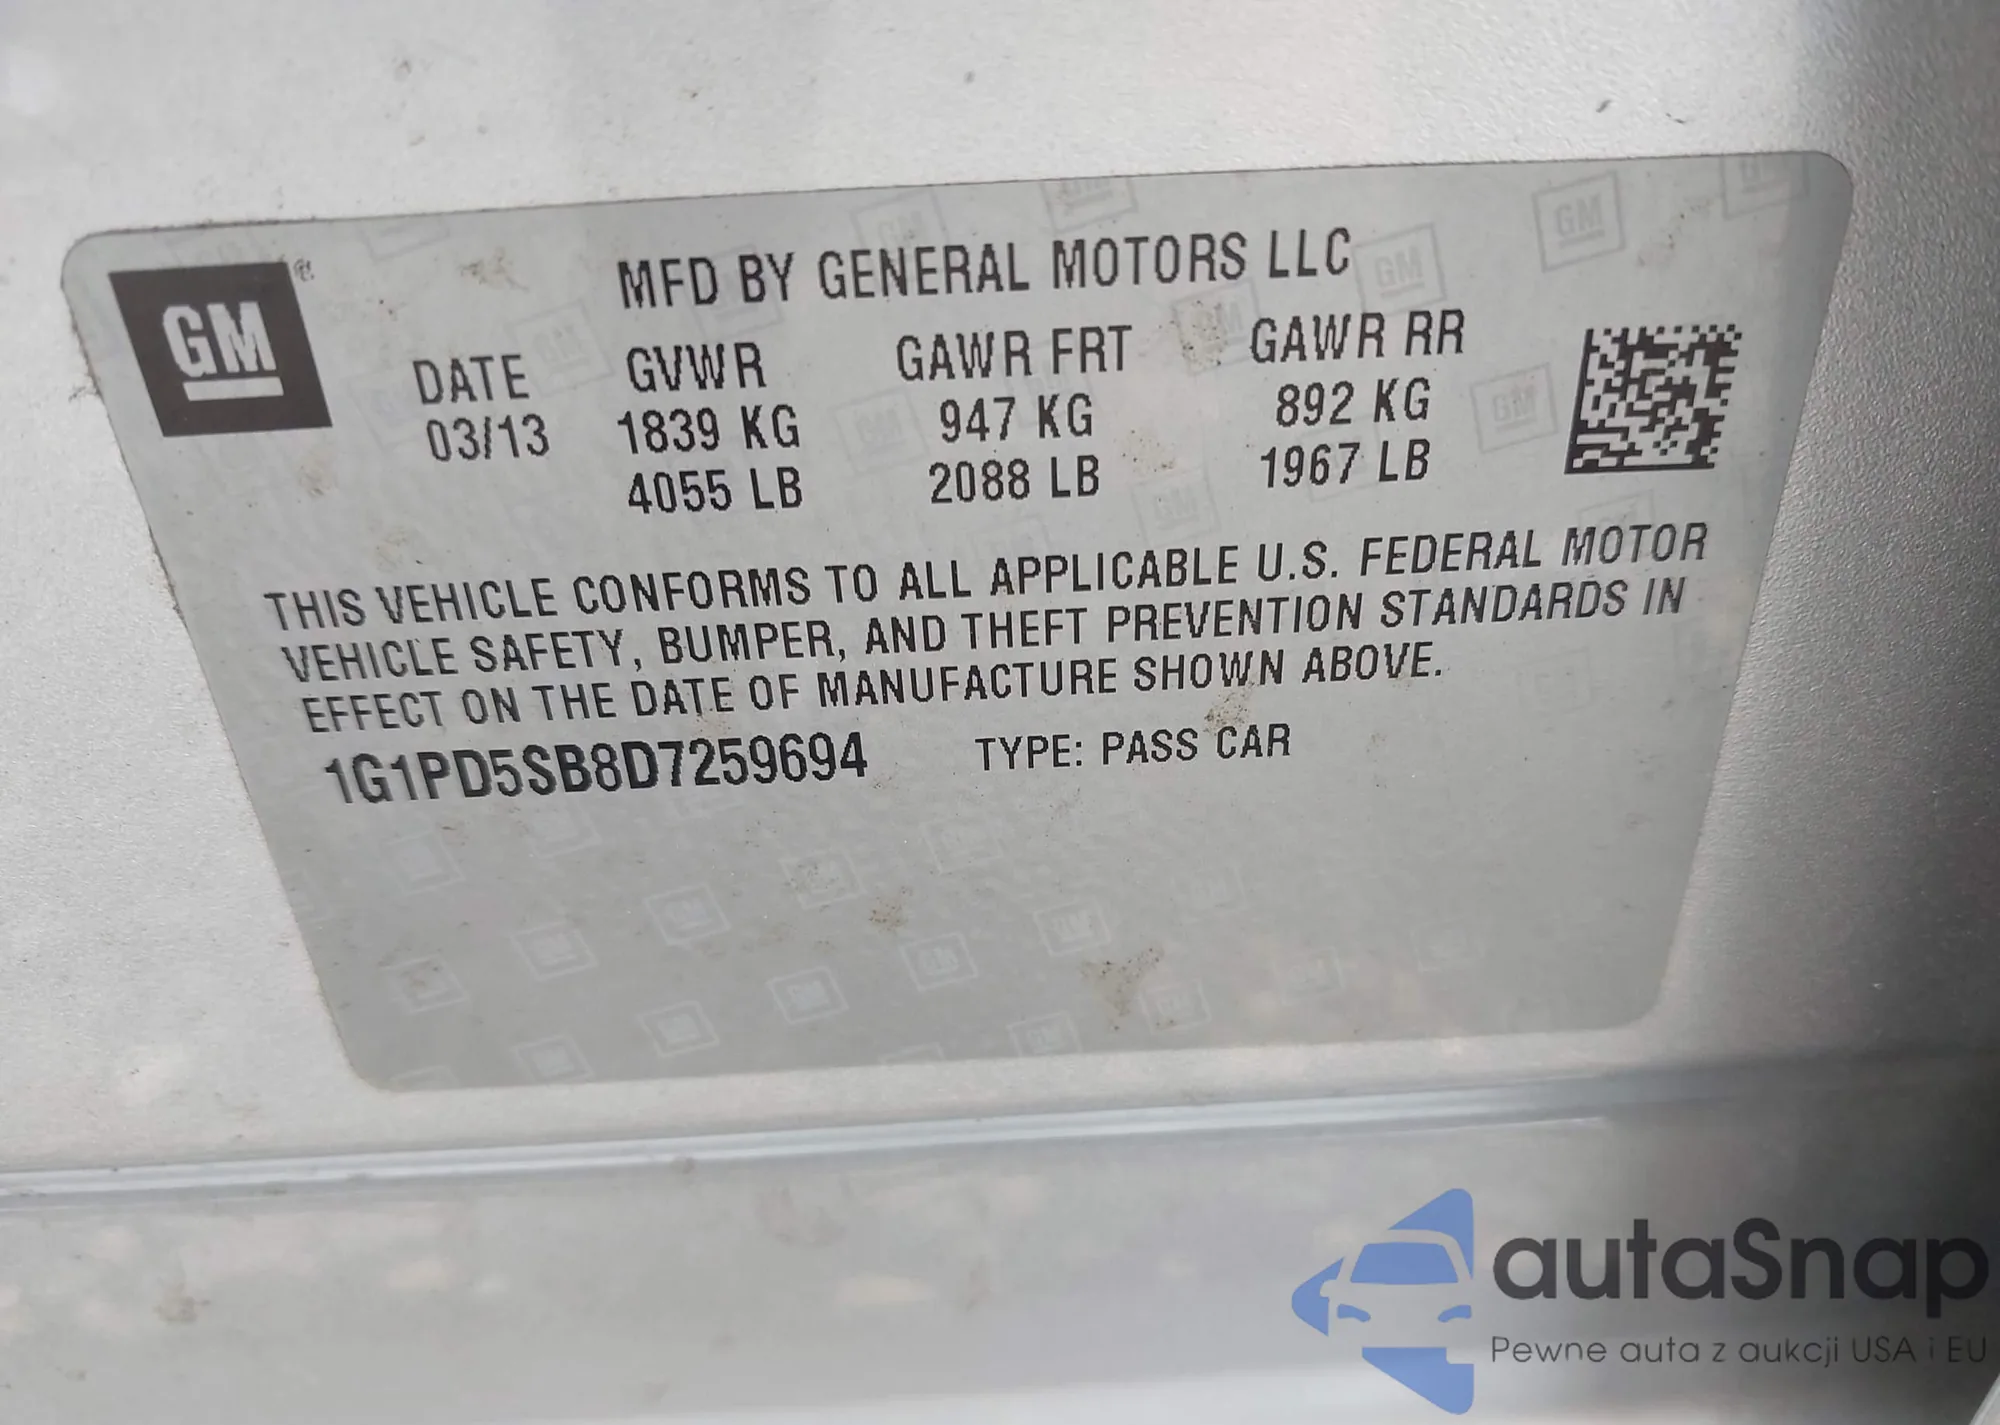 GM ®
MFD BY GENERAL MOTORS LLC
DATE GVWR GAWR FRT GAWR RR
03/13 1839 KG 947 KG 892 KG
4055 LB 2088 LB 1967 LB
THIS VEHICLE CONFORMS TO ALL APPLICABLE U.S. FEDERAL MOTOR
VEHICLE SAFETY, BUMPER, AND THEFT PREVENTION STANDARDS IN
EFFECT ON THE DATE OF MANUFACTURE SHOWN ABOVE.
1G1PD5SB8D7259694 TYPE: PASS CAR
autaSnap
Pewne auta z aukcji USA i EU